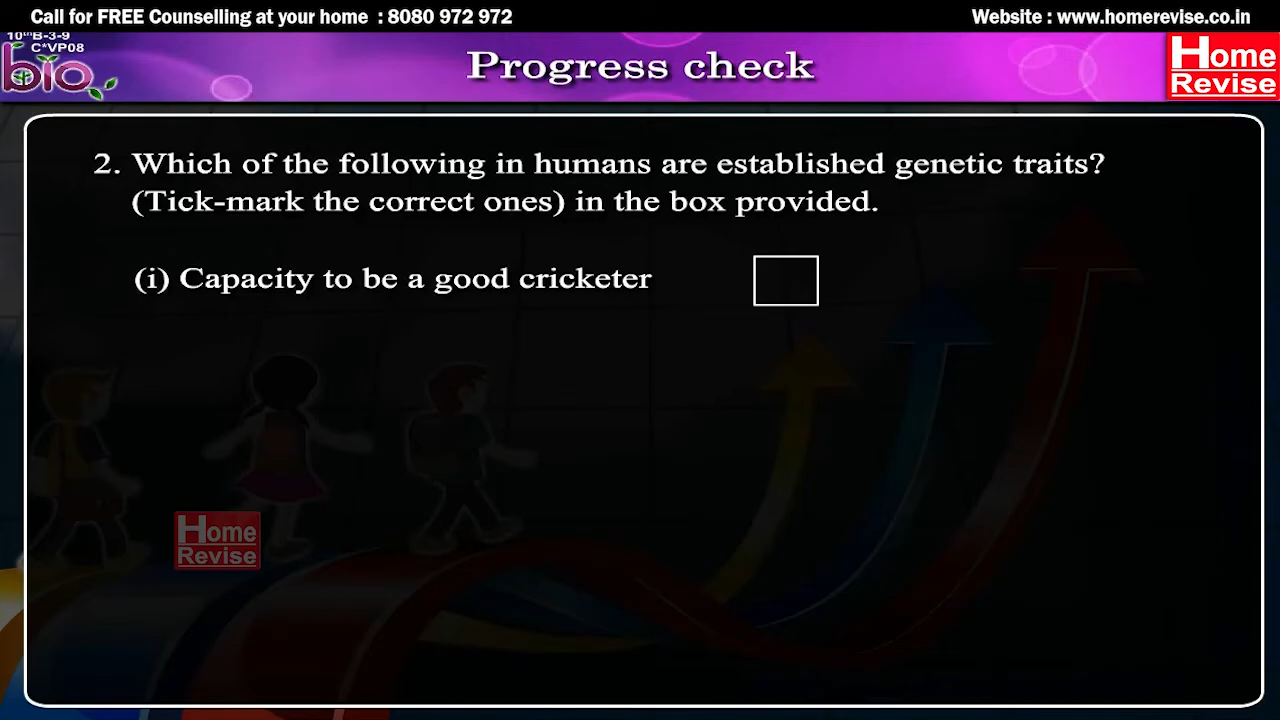 Call for FREE Counselling at your home : 8080 972 972
Website : www.homerevise.co.in
10thB-3-9
C*VP08
bio
Progress check
Home
Revise
2. Which of the following in humans are established genetic traits?
(Tick-mark the correct ones) in the box provided.
(i) Capacity to be a good cricketer
Home
Revise